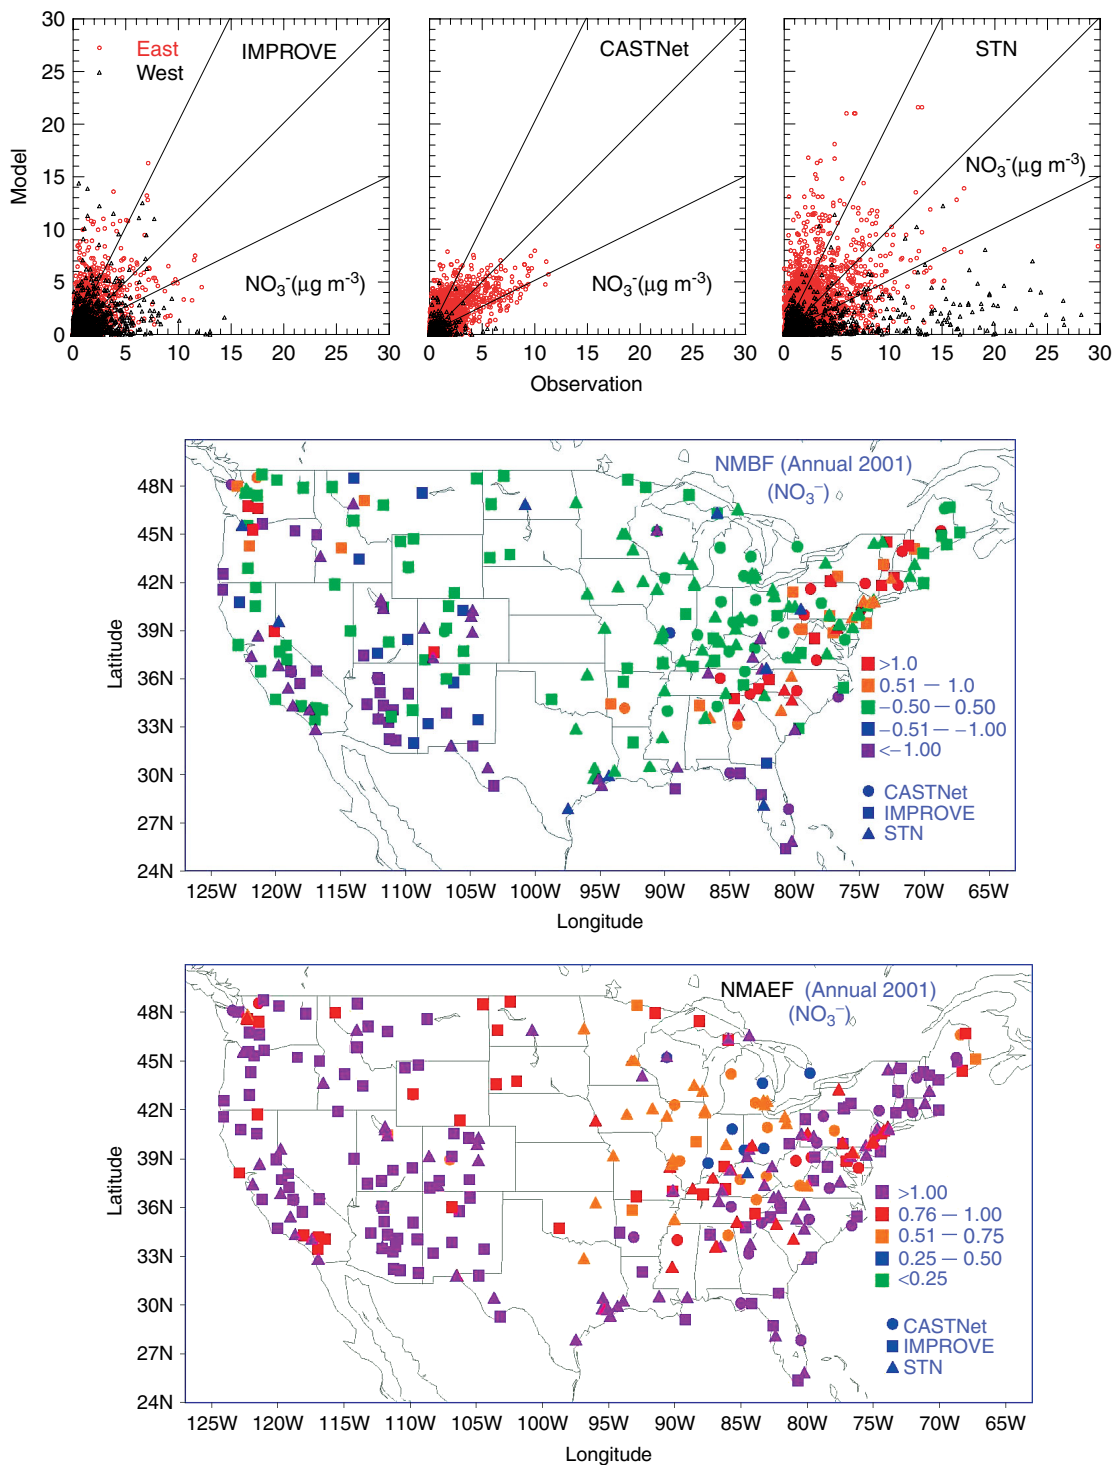 30
25
20
15
10
5
0
Model
East
West
IMPROVE
NO3-(μg m-3)
0 5 10 15 20 25 30
CASTNet
NO3-(μg m-3)
0 5 10 15 20 25 30
STN
NO3-(μg m-3)
0 5 10 15 20 25 30
Observation
NMBF (Annual 2001)
(NO3–)
48N
45N
42N
39N
36N
33N
30N
27N
24N
Latitude
>1.0
0.51 — 1.0
−0.50 — 0.50
−0.51 — −1.00
<−1.00
CASTNet
IMPROVE
STN
125W 120W 115W 110W 105W 100W 95W 90W 85W 80W 75W 70W 65W
Longitude
NMAEF (Annual 2001)
(NO3–)
48N
45N
42N
39N
36N
33N
30N
27N
24N
Latitude
>1.00
0.76 — 1.00
0.51 — 0.75
0.25 — 0.50
<0.25
CASTNet
IMPROVE
STN
125W 120W 115W 110W 105W 100W 95W 90W 85W 80W 75W 70W 65W
Longitude